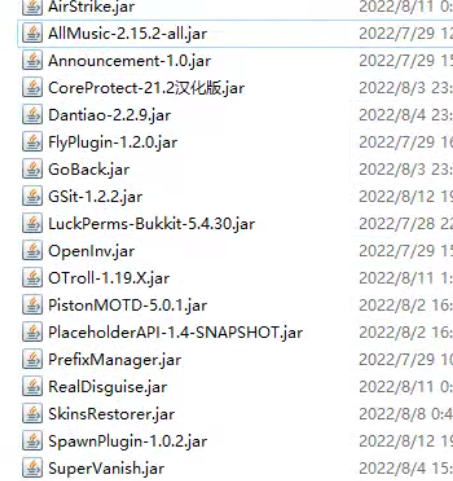 AirStrike.jar 2022/8/11 0:
AllMusic-2.15.2-all.jar 2022/7/29 12
Announcement-1.0.jar 2022/7/29 15
CoreProtect-21.2汉化版.jar 2022/8/3 23:
Dantiao-2.2.9.jar 2022/8/4 23:
FlyPlugin-1.2.0.jar 2022/7/29 16
GoBack.jar 2022/8/3 23:
GSit-1.2.2.jar 2022/8/12 19
LuckPerms-Bukkit-5.4.30.jar 2022/7/28 22
OpenInv.jar 2022/7/29 15
OTroll-1.19.X.jar 2022/8/11 1:
PistonMOTD-5.0.1.jar 2022/8/2 16:
PlaceholderAPI-1.4-SNAPSHOT.jar 2022/8/2 16:
PrefixManager.jar 2022/7/29 10
RealDisguise.jar 2022/8/11 0:
SkinsRestorer.jar 2022/8/8 0:4
SpawnPlugin-1.0.2.jar 2022/8/12 19
SuperVanish.jar 2022/8/4 15: